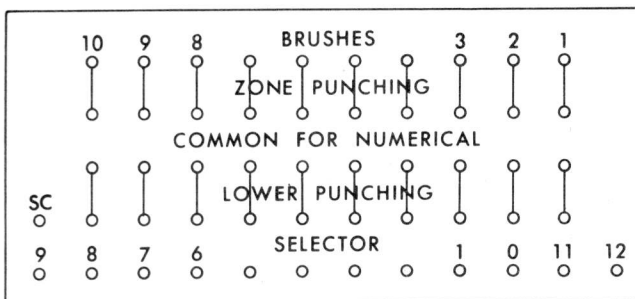 10 9 8 BRUSHES 3 2 1
ZONE PUNCHING
COMMON FOR NUMERICAL
LOWER PUNCHING
SC
SELECTOR
9 8 7 6 1 0 11 12